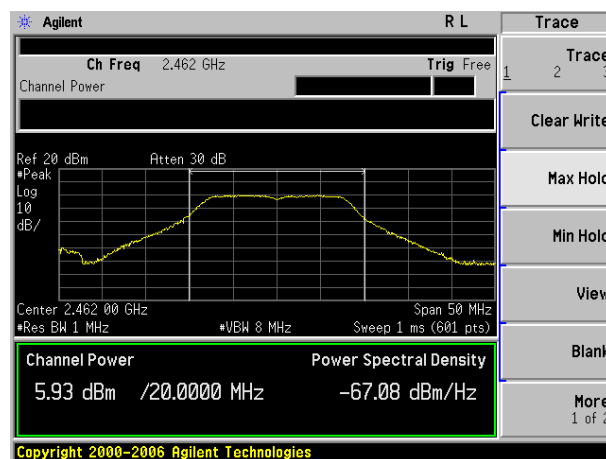 Agilent R L Trace
Ch Freq 2.462 GHz Trig Free
Channel Power
Trace
1 2 3
Clear Write
Max Hold
Min Hold
View
Blank
More
1 of 2
Ref 20 dBm Atten 30 dB
#Peak
Log
10
dB/
Center 2.462 00 GHz Span 50 MHz
#Res BW 1 MHz #VBW 8 MHz Sweep 1 ms (601 pts)
Channel Power Power Spectral Density
5.93 dBm /20.0000 MHz -67.08 dBm/Hz
Copyright 2000-2006 Agilent Technologies